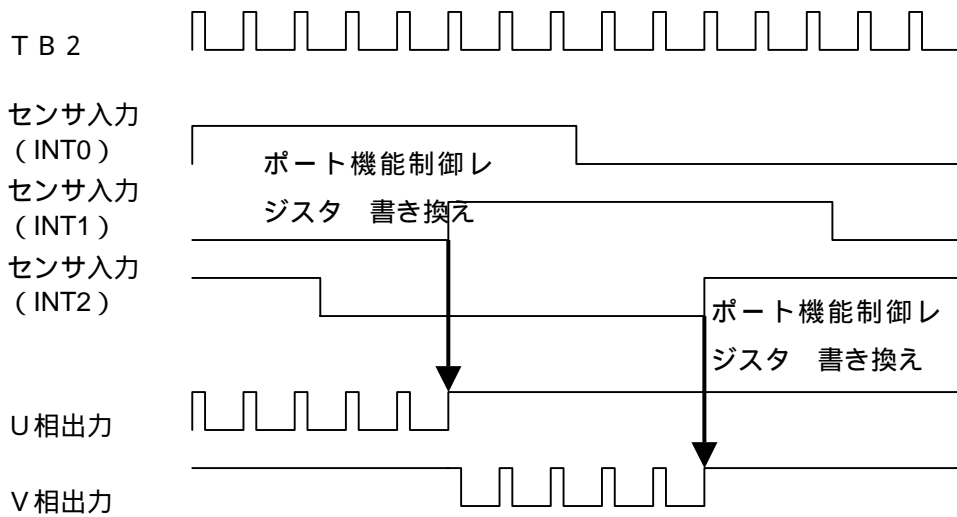 ＴＢ２
センサ入力
（INT0）
ポート機能制御レ
ジスタ　書き換え
センサ入力
（INT1）
センサ入力
（INT2）
ポート機能制御レ
ジスタ　書き換え
Ｕ相出力
Ｖ相出力